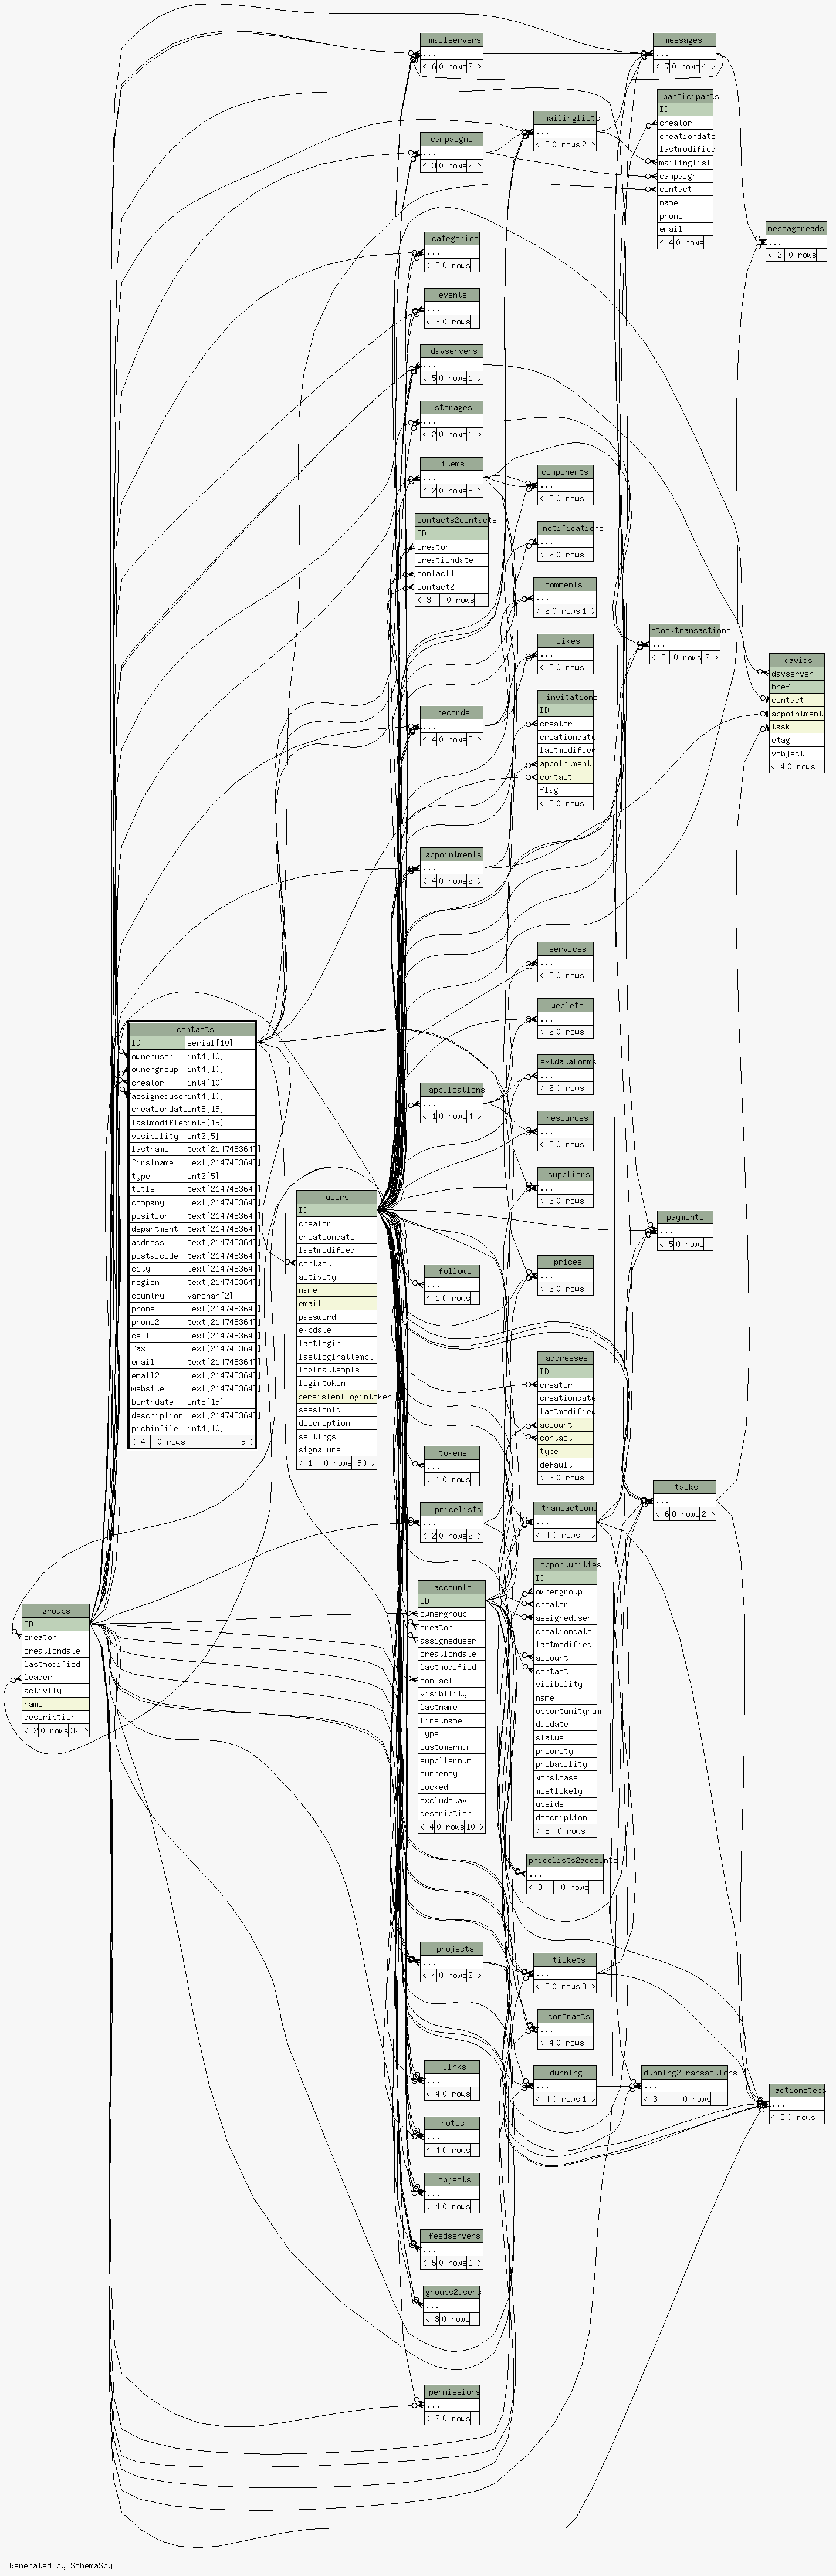 mailservers
...
< 6 0 rows 2 >
messages
...
< 7 0 rows 4 >
participants
ID
creator
creationdate
lastmodified
mailinglist
campaign
contact
name
phone
email
< 4 0 rows
mailinglists
...
< 5 0 rows 2 >
campaigns
...
< 3 0 rows 2 >
messagereads
...
< 2 0 rows
categories
...
< 3 0 rows
events
...
< 3 0 rows
davservers
...
< 5 0 rows 1 >
storages
...
< 2 0 rows 1 >
items
...
< 2 0 rows 5 >
components
...
< 3 0 rows
contacts2contacts
ID
creator
creationdate
contact1
contact2
< 3 0 rows
notifications
...
< 2 0 rows
comments
...
< 2 0 rows 1 >
likes
...
< 2 0 rows
stocktransactions
...
< 5 0 rows 2 >
davids
davserver
href
contact
appointment
task
etag
vobject
< 4 0 rows
invitations
ID
creator
creationdate
lastmodified
appointment
contact
flag
< 3 0 rows
records
...
< 4 0 rows 5 >
appointments
...
< 4 0 rows 2 >
services
...
< 2 0 rows
weblets
...
< 2 0 rows
contacts
ID serial[10]
owneruser int4[10]
ownergroup int4[10]
creator int4[10]
assigneduser int4[10]
creationdate int8[19]
lastmodified int8[19]
visibility int2[5]
lastname text[2147483647]
firstname text[2147483647]
type int2[5]
title text[2147483647]
company text[2147483647]
position text[2147483647]
department text[2147483647]
address text[2147483647]
postalcode text[2147483647]
city text[2147483647]
region text[2147483647]
country varchar[2]
phone text[2147483647]
phone2 text[2147483647]
cell text[2147483647]
fax text[2147483647]
email text[2147483647]
email2 text[2147483647]
website text[2147483647]
birthdate int8[19]
description text[2147483647]
picbinfile int4[10]
< 4 0 rows 9 >
extdataforms
...
< 2 0 rows
applications
...
< 1 0 rows 4 >
resources
...
< 2 0 rows
suppliers
...
< 3 0 rows
users
ID
creator
creationdate
lastmodified
contact
activity
name
email
password
expdate
lastlogin
lastloginattempt
loginattempts
logintoken
persistentlogintoken
sessionid
description
settings
signature
< 1 0 rows 90 >
payments
...
< 5 0 rows
follows
...
< 1 0 rows
prices
...
< 3 0 rows
addresses
ID
creator
creationdate
lastmodified
account
contact
type
default
< 3 0 rows
tokens
...
< 1 0 rows
tasks
...
< 6 0 rows 2 >
pricelists
...
< 2 0 rows 2 >
transactions
...
< 4 0 rows 4 >
groups
ID
creator
creationdate
lastmodified
leader
activity
name
description
< 2 0 rows 32 >
accounts
ID
ownergroup
creator
assigneduser
creationdate
lastmodified
contact
visibility
lastname
firstname
type
customernum
suppliernum
currency
locked
excludetax
description
< 4 0 rows 10 >
opportunities
ID
ownergroup
creator
assigneduser
creationdate
lastmodified
account
contact
visibility
name
opportunitynum
duedate
status
priority
probability
worstcase
mostlikely
upside
description
< 5 0 rows
pricelists2accounts
...
< 3 0 rows
projects
...
< 4 0 rows 2 >
tickets
...
< 5 0 rows 3 >
contracts
...
< 4 0 rows
links
...
< 4 0 rows
dunning
...
< 4 0 rows 1 >
dunning2transactions
...
< 3 0 rows
actionsteps
...
< 8 0 rows
notes
...
< 4 0 rows
objects
...
< 4 0 rows
feedservers
...
< 5 0 rows 1 >
groups2users
...
< 3 0 rows
permissions
...
< 2 0 rows
Generated by SchemaSpy